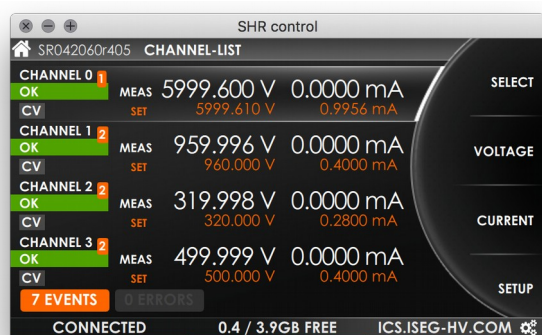 SHR control
SR042060r405 CHANNEL-LIST
CHANNEL 0 1
OK
CV
MEAS 5999.600 V 0.0000 mA
SET 5999.610 V 0.9956 mA
CHANNEL 1 2
OK
CV
MEAS 959.996 V 0.0000 mA
SET 960.000 V 0.4000 mA
CHANNEL 2 2
OK
CV
MEAS 319.998 V 0.0000 mA
SET 320.000 V 0.2800 mA
CHANNEL 3 2
OK
CV
MEAS 499.999 V 0.0000 mA
SET 500.000 V 0.4000 mA
SELECT
VOLTAGE
CURRENT
SETUP
7 EVENTS 0 ERRORS
CONNECTED 0.4 / 3.9GB FREE ICS.ISEG-HV.COM